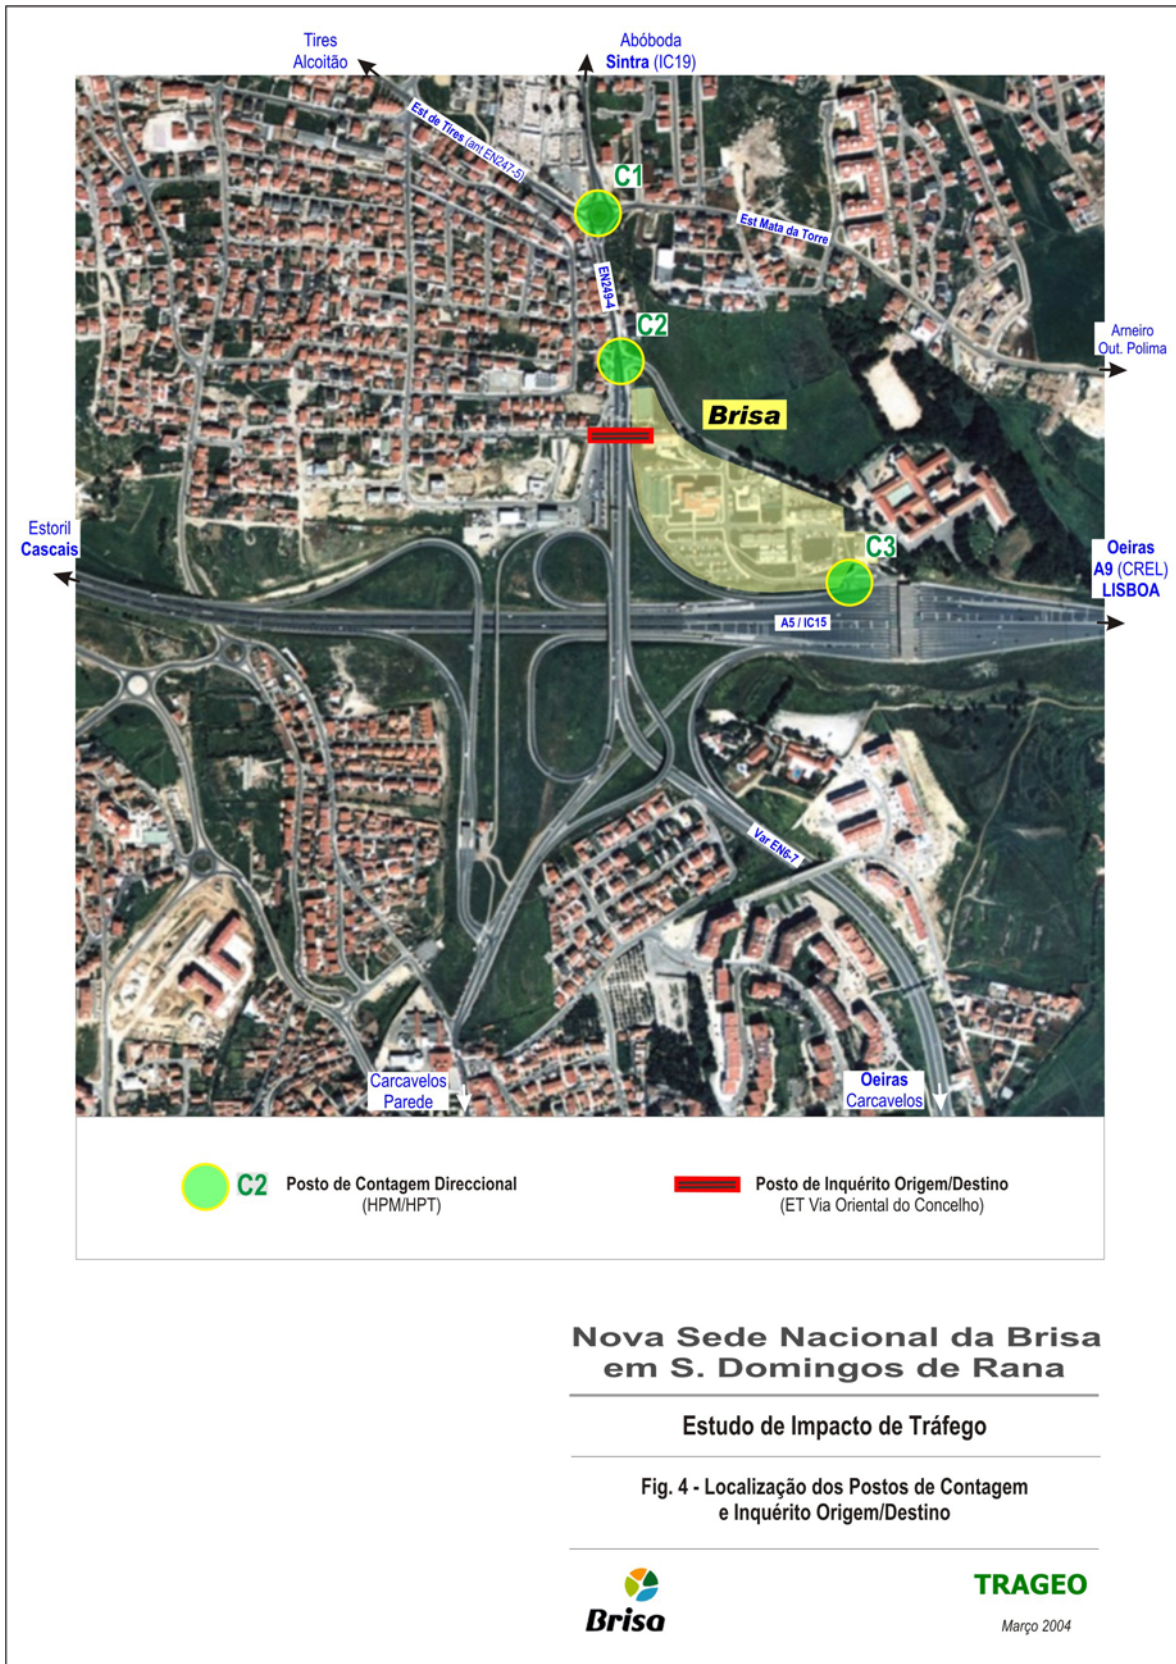 Tires
Alcoitão
Abóboda
Sintra (IC19)
Est de Tires (ant EN247-5)
C1
Est Mata da Torre
EN249-4
C2
Arneiro
Out. Polima
Brisa
Estoril
Cascais
C3
Oeiras
A9 (CREL)
LISBOA
A5 / IC15
Var EN6-7
Carcavelos
Parede
Oeiras
Carcavelos
C2
Posto de Contagem Direccional
(HPM/HPT)
Posto de Inquérito Origem/Destino
(ET Via Oriental do Concelho)
Nova Sede Nacional da Brisa
em S. Domingos de Rana
Estudo de Impacto de Tráfego
Fig. 4 - Localização dos Postos de Contagem
e Inquérito Origem/Destino
Brisa
TRAGEO
Março 2004